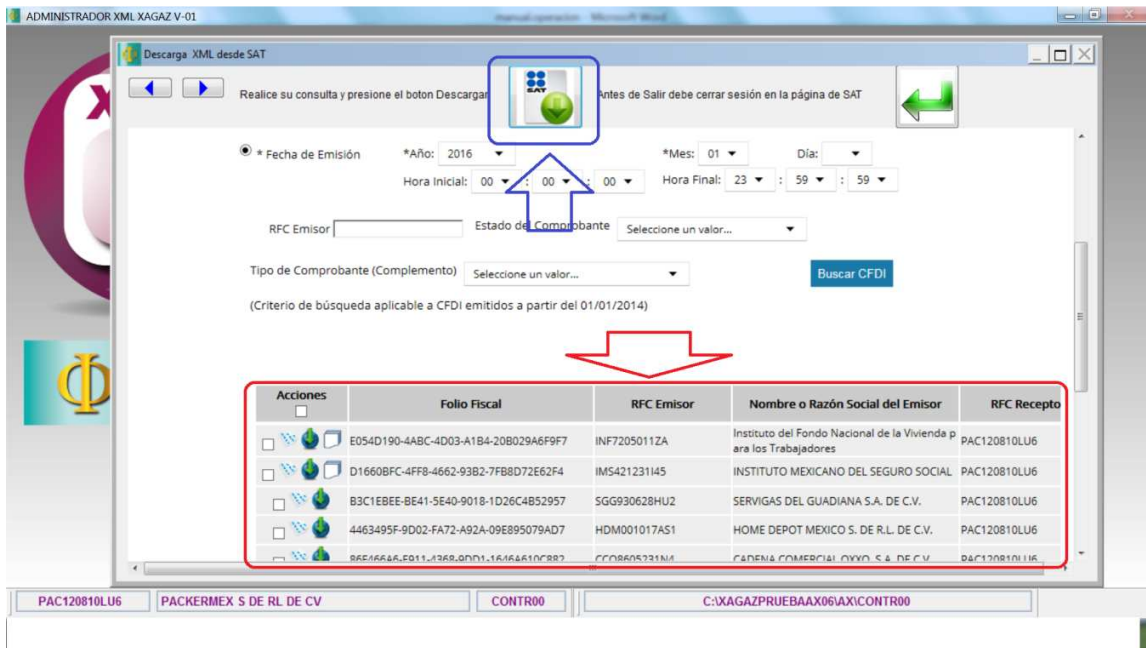 ADMINISTRADOR XML XAGAZ V-01
manual.operacion - Microsoft Word
Descarga XML desde SAT
Realice su consulta y presione el boton Descargar
SAT
Antes de Salir debe cerrar sesión en la página de SAT
* Fecha de Emisión *Año: 2016 *Mes: 01 Día:
Hora Inicial: 00 : 00 : 00 Hora Final: 23 : 59 : 59
RFC Emisor Estado del Comprobante Seleccione un valor...
Tipo de Comprobante (Complemento) Seleccione un valor... Buscar CFDI
(Criterio de búsqueda aplicable a CFDI emitidos a partir del 01/01/2014)
Acciones Folio Fiscal RFC Emisor Nombre o Razón Social del Emisor RFC Recepto
E054D190-4ABC-4D03-A1B4-20B029A6F9F7 INF7205011ZA Instituto del Fondo Nacional de la Vivienda p
ara los Trabajadores PAC120810LU6
D1660BFC-4FF8-4662-93B2-7FB8D72E62F4 IMS421231I45 INSTITUTO MEXICANO DEL SEGURO SOCIAL PAC120810LU6
B3C1EBEE-BE41-5E40-9018-1D26C4B52957 SGG930628HU2 SERVIGAS DEL GUADIANA S.A. DE C.V. PAC120810LU6
4463495F-9D02-FA72-A92A-09E895079AD7 HDM001017AS1 HOME DEPOT MEXICO S. DE R.L. DE C.V. PAC120810LU6
CCO8605231N4 CADENA COMERCIAL OXXO, S.A. DE C.V. PAC120810LU6
PAC120810LU6 PACKERMEX S DE RL DE CV CONTR00 C:\XAGAZPRUEBAAX06\AX\CONTR00